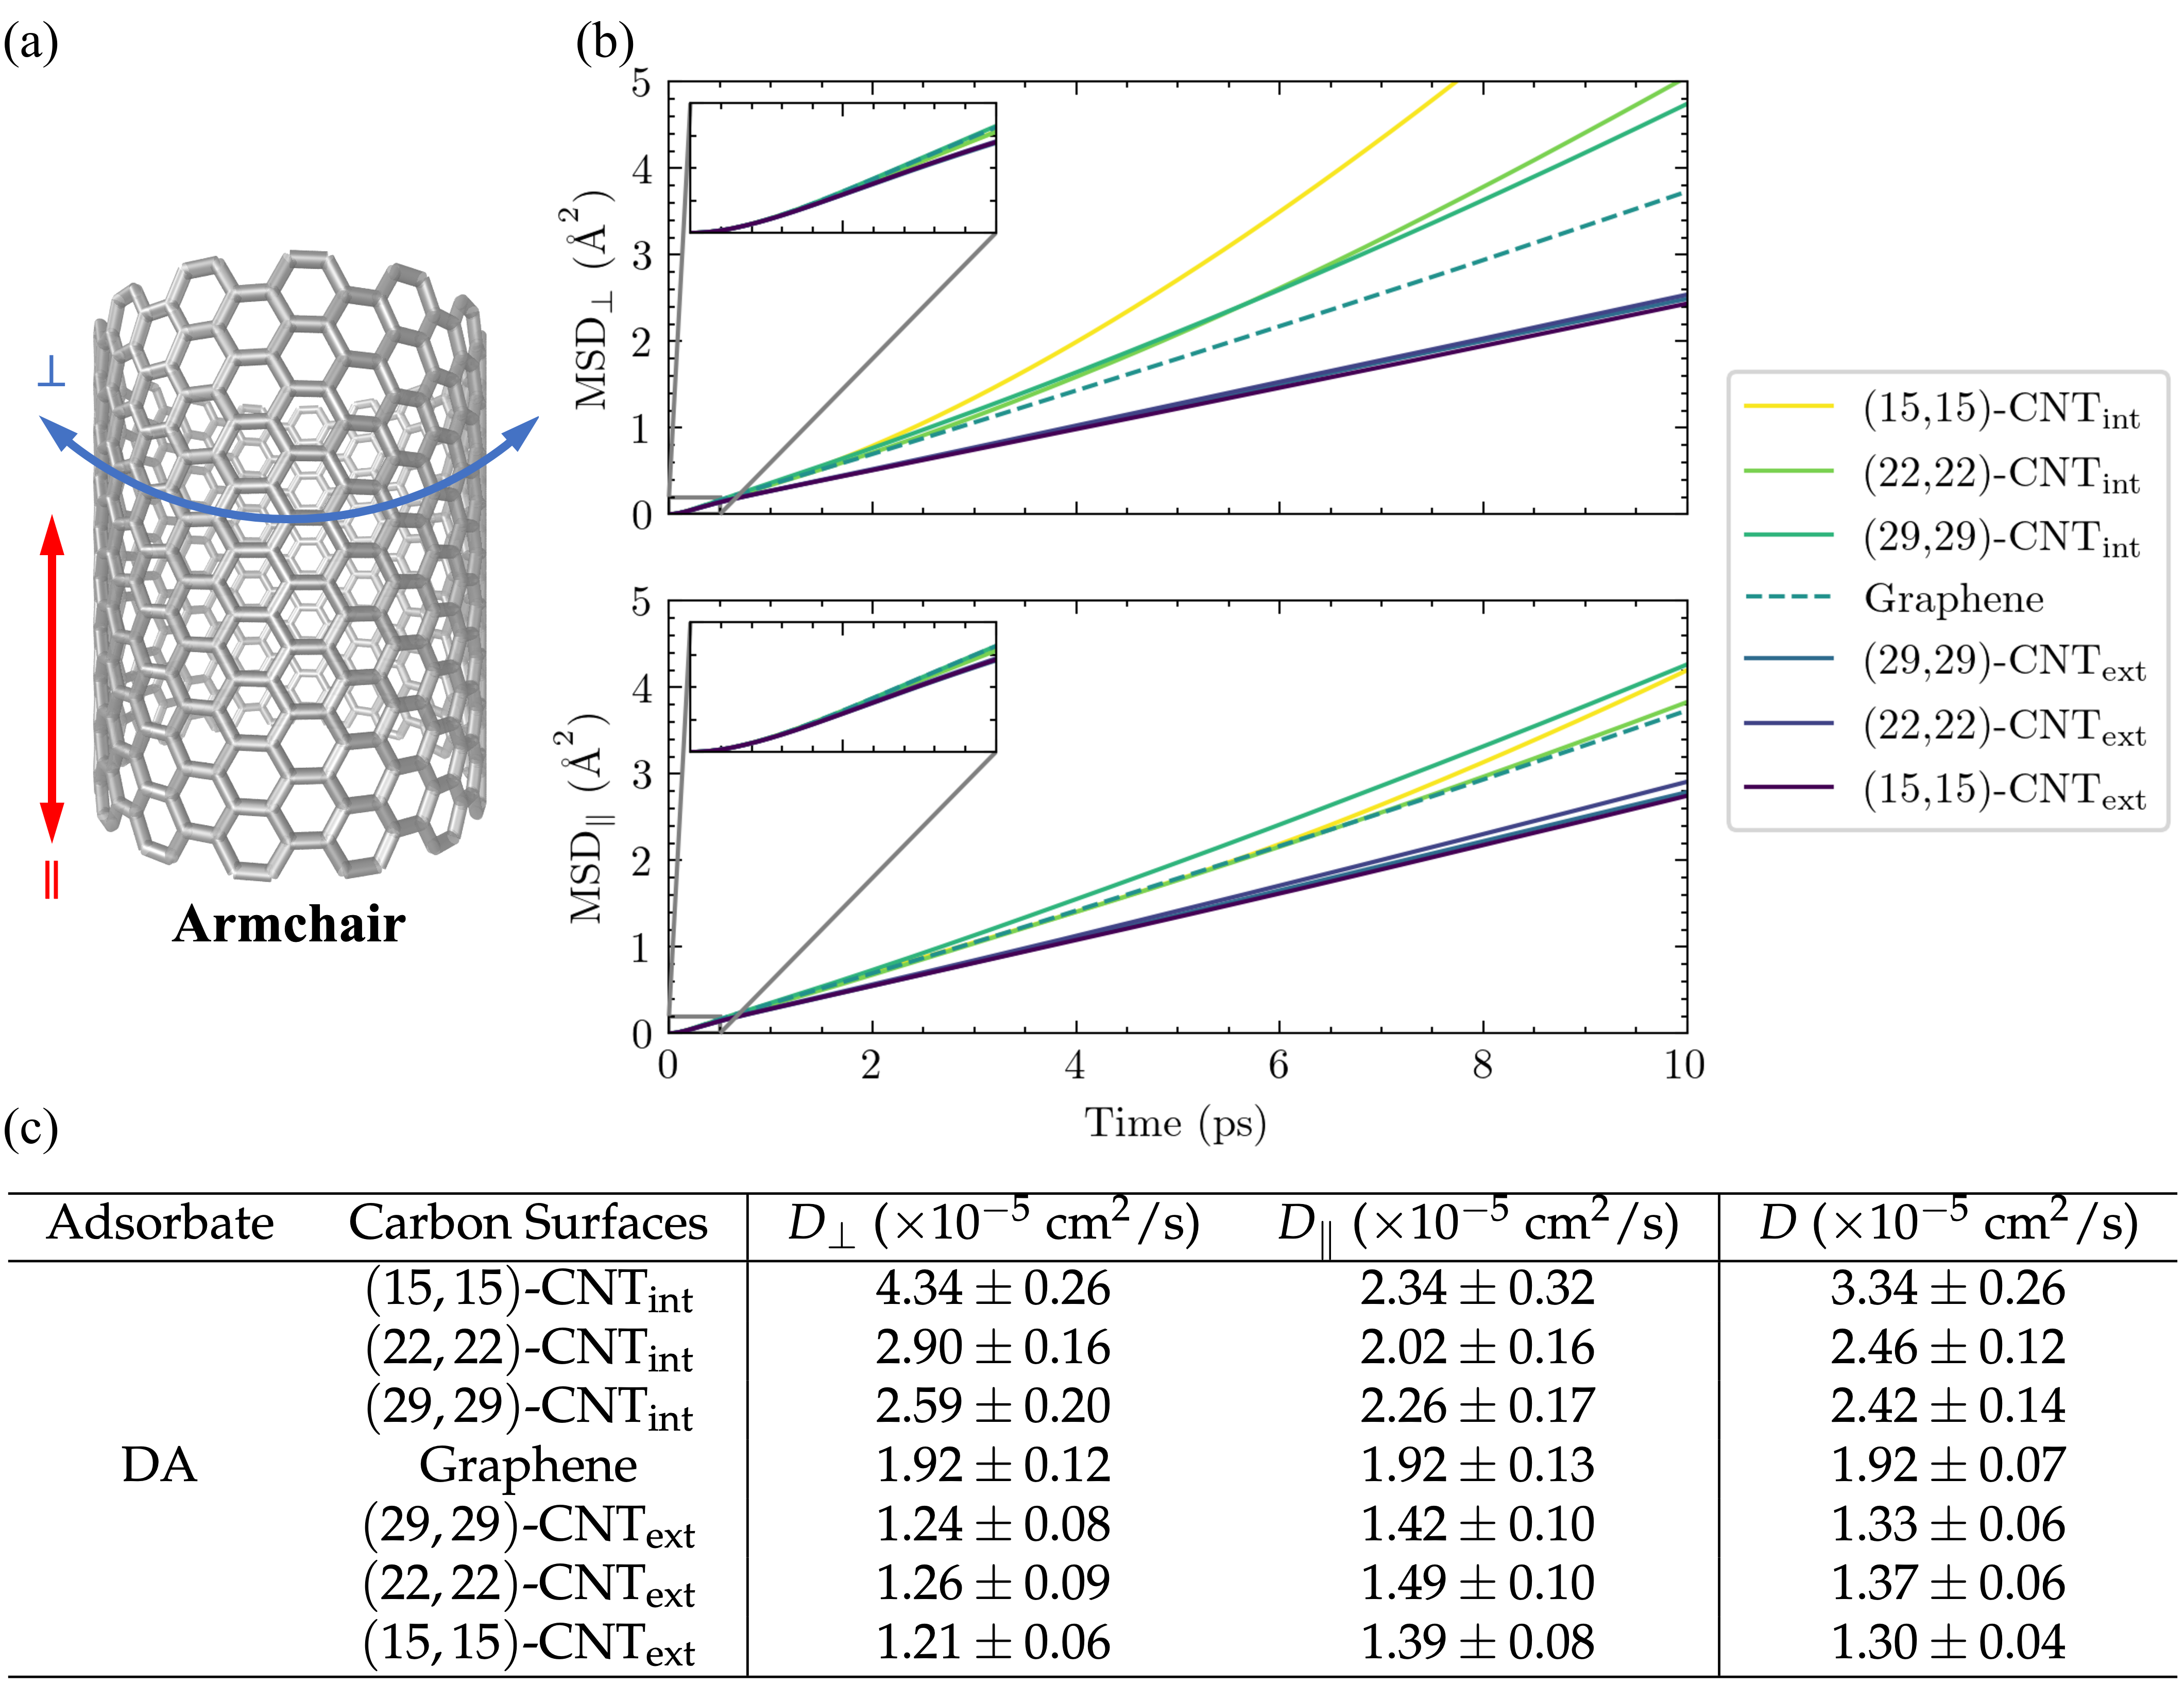 (a)
⊥
||
Armchair
(b)
5
4
3
2
1
0
MSD⊥ (Å²)
5
4
3
2
1
0
MSD∥ (Å²)
0 2 4 6 8 10
Time (ps)
(15,15)-CNTint
(22,22)-CNTint
(29,29)-CNTint
Graphene
(29,29)-CNText
(22,22)-CNText
(15,15)-CNText
(c)
Adsorbate Carbon Surfaces D⊥ (×10⁻⁵ cm²/s) D∥ (×10⁻⁵ cm²/s) D (×10⁻⁵ cm²/s)
(15, 15)-CNTint 4.34 ± 0.26 2.34 ± 0.32 3.34 ± 0.26
(22, 22)-CNTint 2.90 ± 0.16 2.02 ± 0.16 2.46 ± 0.12
(29, 29)-CNTint 2.59 ± 0.20 2.26 ± 0.17 2.42 ± 0.14
DA Graphene 1.92 ± 0.12 1.92 ± 0.13 1.92 ± 0.07
(29, 29)-CNText 1.24 ± 0.08 1.42 ± 0.10 1.33 ± 0.06
(22, 22)-CNText 1.26 ± 0.09 1.49 ± 0.10 1.37 ± 0.06
(15, 15)-CNText 1.21 ± 0.06 1.39 ± 0.08 1.30 ± 0.04